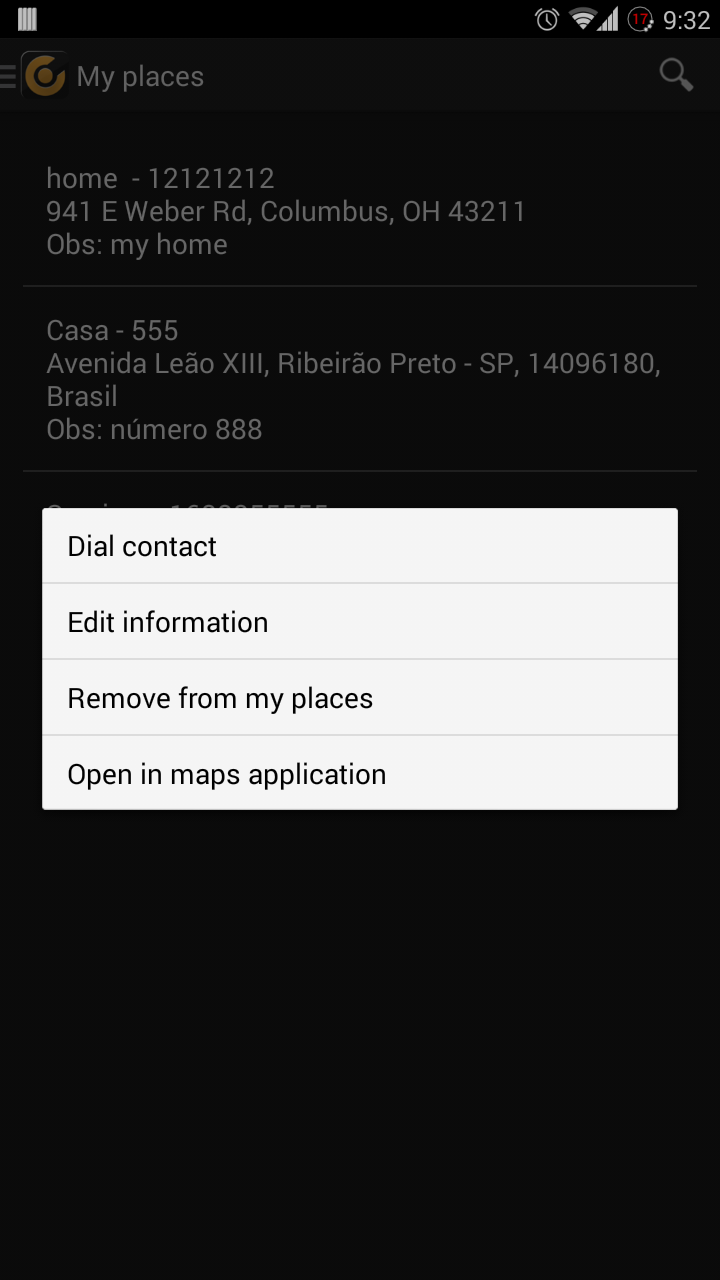 17 9:32
My places
home - 12121212
941 E Weber Rd, Columbus, OH 43211
Obs: my home
Casa - 555
Avenida Leão XIII, Ribeirão Preto - SP, 14096180,
Brasil
Obs: número 888
Dial contact
Edit information
Remove from my places
Open in maps application